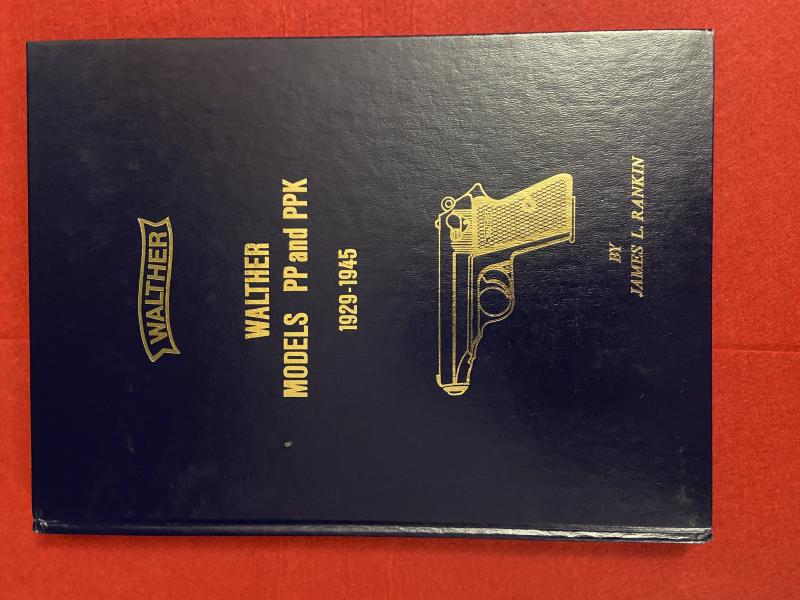 WALTHER
WALTHER
MODELS PP and PPK
1929-1945
BY
JAMES L. RANKIN